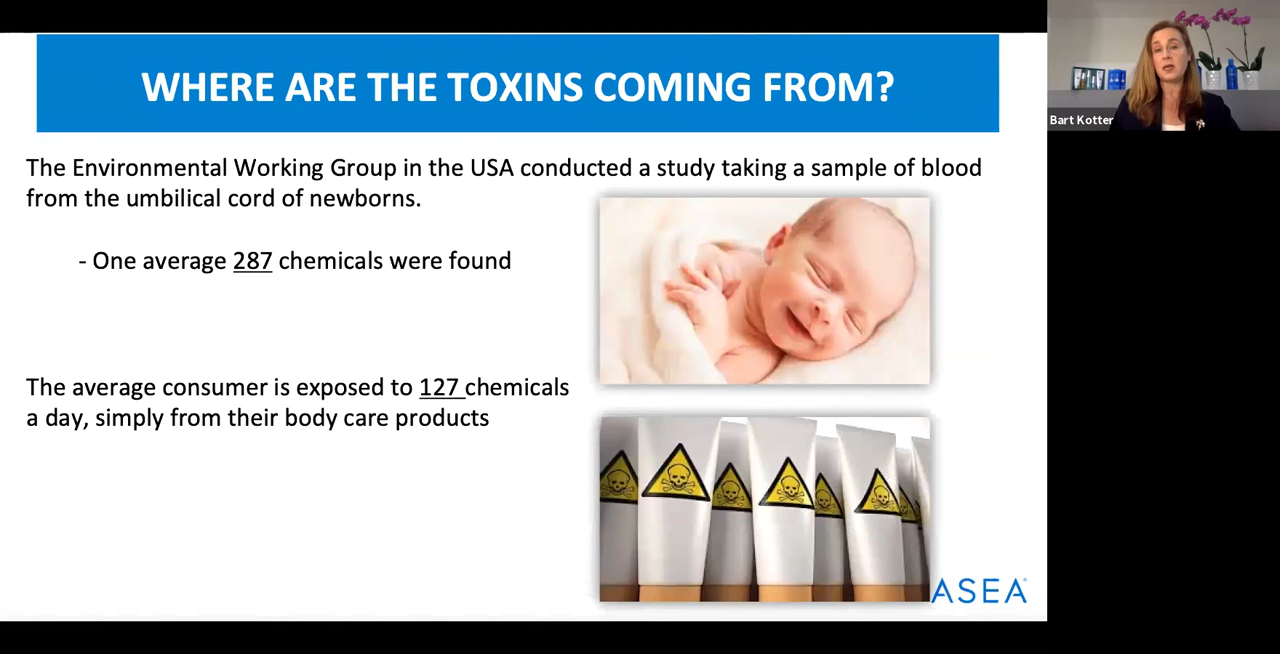 WHERE ARE THE TOXINS COMING FROM?
Bart Kotter
The Environmental Working Group in the USA conducted a study taking a sample of blood
from the umbilical cord of newborns.
- One average 287 chemicals were found
The average consumer is exposed to 127 chemicals
a day, simply from their body care products
ASEA